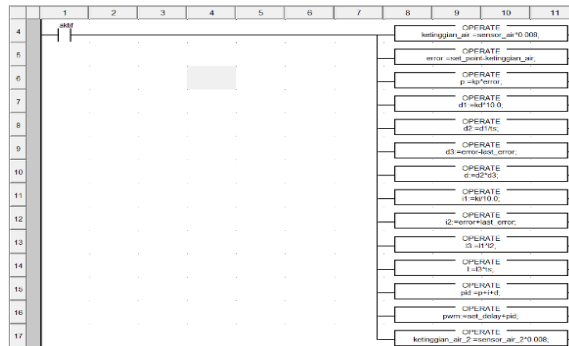 1 2 3 4 5 6 7 8 9 10 11
4 aktif OPERATE
ketinggian_air:=sensor_air*0.008;
5 OPERATE
error:=set_point-ketinggian_air;
6 OPERATE
p:=kp*error;
7 OPERATE
d1:=kd*10.0;
8 OPERATE
d2:=d1/ts;
9 OPERATE
d3:=error-last_error;
10 OPERATE
d:=d2*d3;
11 OPERATE
i1:=ki/10.0;
12 OPERATE
i2:=error+last_error;
13 OPERATE
i3:=i1*i2;
14 OPERATE
i:=i3*ts;
15 OPERATE
pid:=p+i+d;
16 OPERATE
pwm:=set_delay+pid;
17 OPERATE
ketinggian_air_2:=sensor_air_2*0.008;